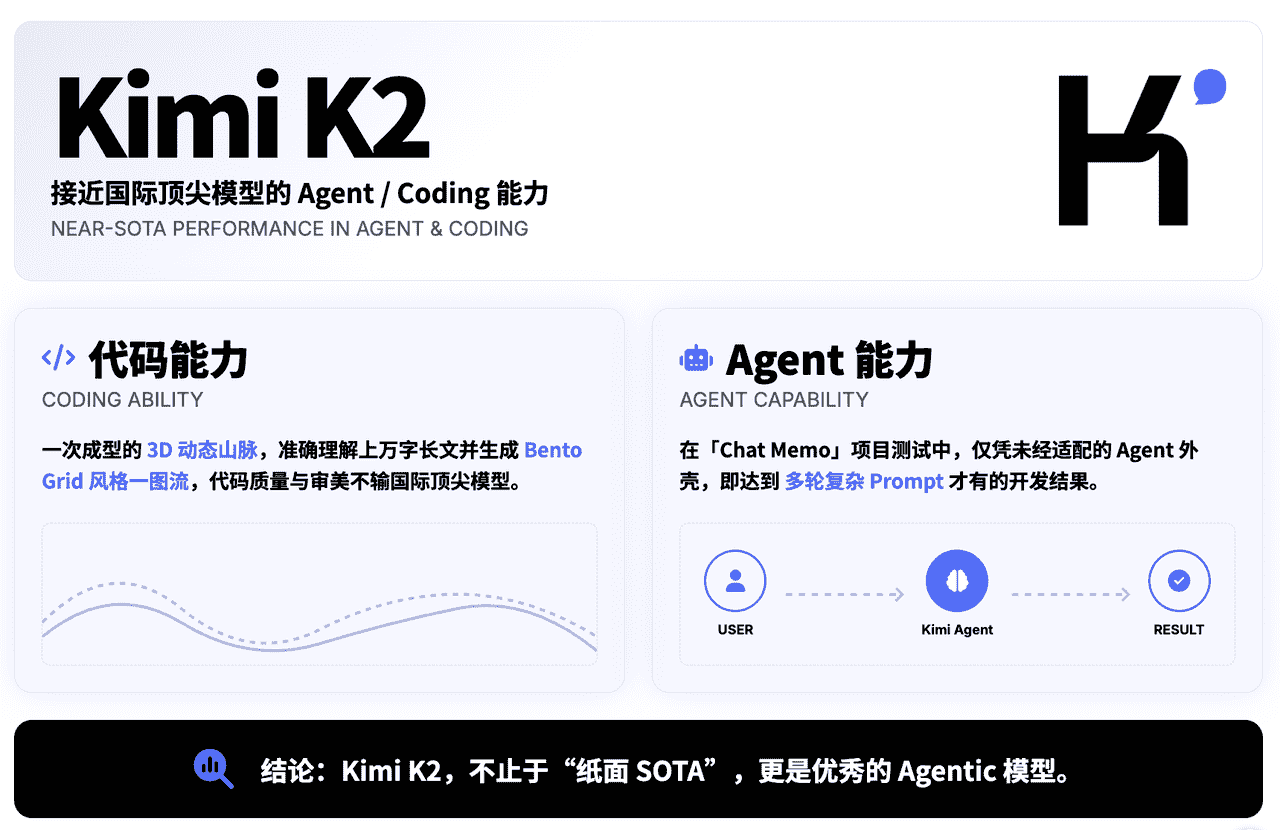 Kimi K2
接近国际顶尖模型的 Agent / Coding 能力
NEAR-SOTA PERFORMANCE IN AGENT & CODING
代码能力
CODING ABILITY
一次成型的 3D 动态山脉，准确理解上万字长文并生成 Bento
Grid 风格一图流，代码质量与审美不输国际顶尖模型。
Agent 能力
AGENT CAPABILITY
在「Chat Memo」项目测试中，仅凭未经适配的 Agent 外
壳，即达到 多轮复杂 Prompt 才有的开发结果。
USER
Kimi Agent
RESULT
结论：Kimi K2，不止于“纸面 SOTA”，更是优秀的 Agentic 模型。